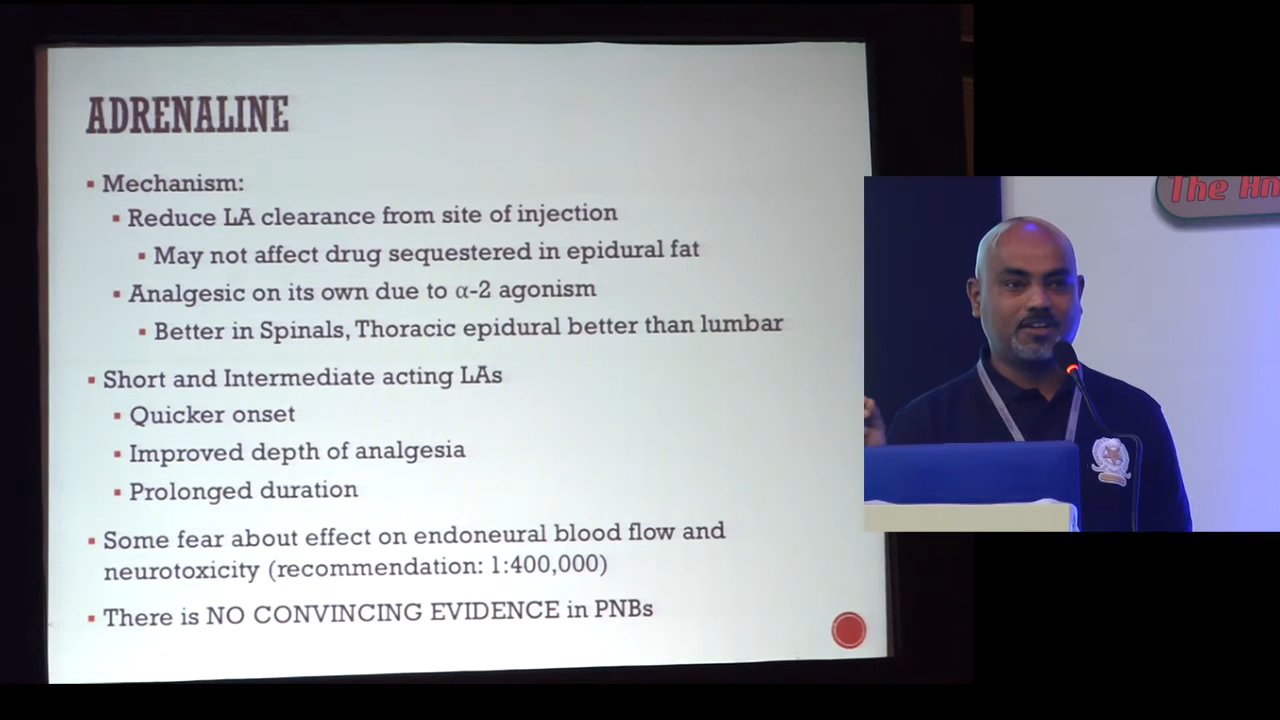 ADRENALINE
▪ Mechanism:
▪ Reduce LA clearance from site of injection
▪ May not affect drug sequestered in epidural fat
▪ Analgesic on its own due to α-2 agonism
▪ Better in Spinals, Thoracic epidural better than lumbar
▪ Short and Intermediate acting LAs
▪ Quicker onset
▪ Improved depth of analgesia
▪ Prolonged duration
▪ Some fear about effect on endoneural blood flow and
neurotoxicity (recommendation: 1:400,000)
▪ There is NO CONVINCING EVIDENCE in PNBs
The